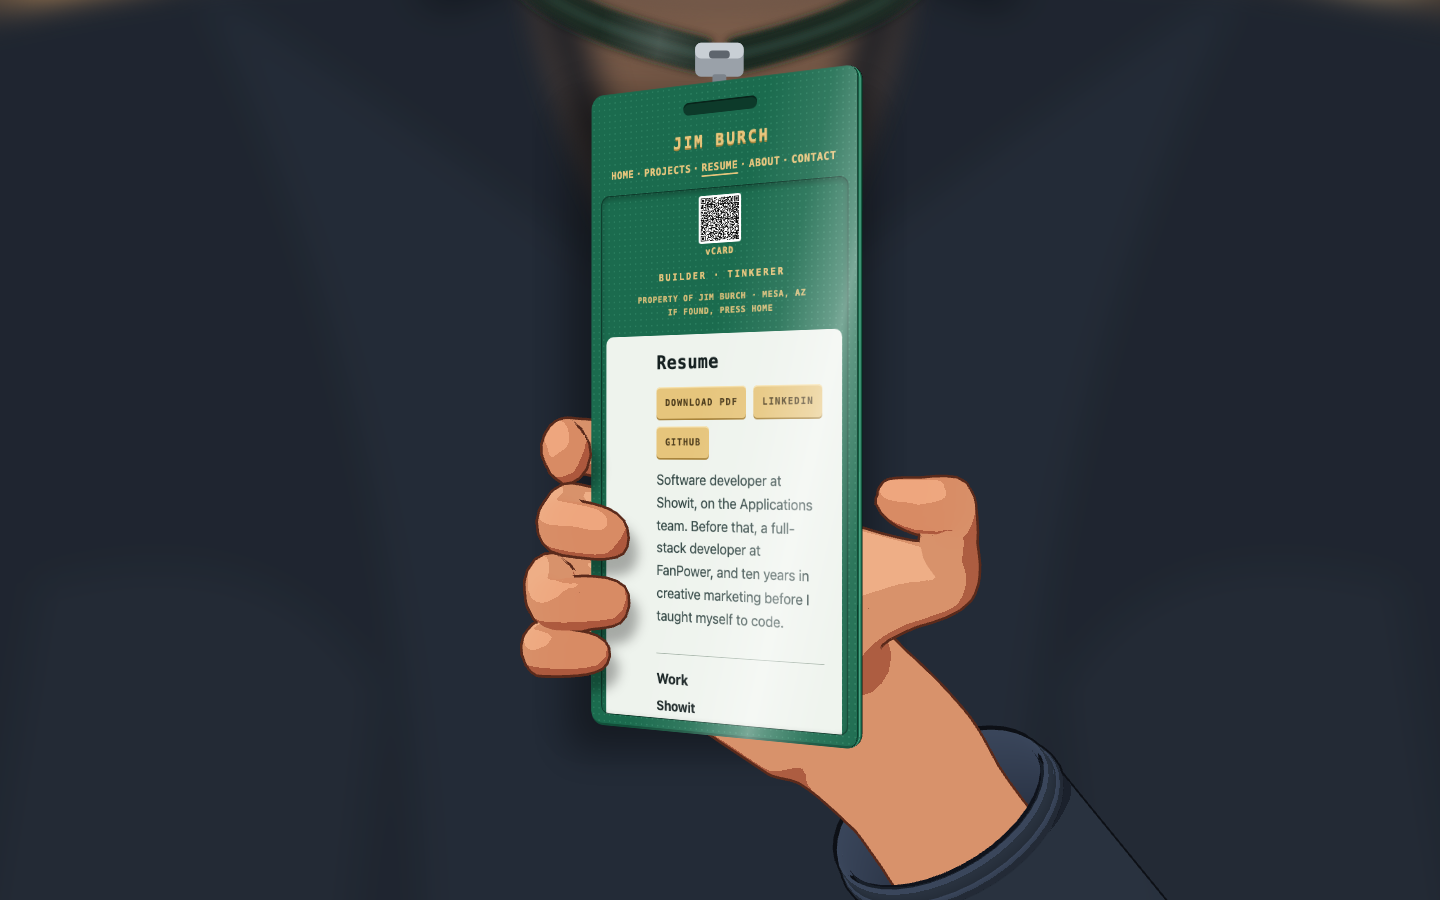 JIM BURCH
HOME · PROJECTS · RESUME · ABOUT · CONTACT
vCARD
BUILDER · TINKERER
PROPERTY OF JIM BURCH · MESA, AZ
IF FOUND, PRESS HOME
Resume
DOWNLOAD PDF
LINKEDIN
GITHUB
Software developer at
Showit, on the Applications
team. Before that, a full-
stack developer at
FanPower, and ten years in
creative marketing before I
taught myself to code.
Work
Showit